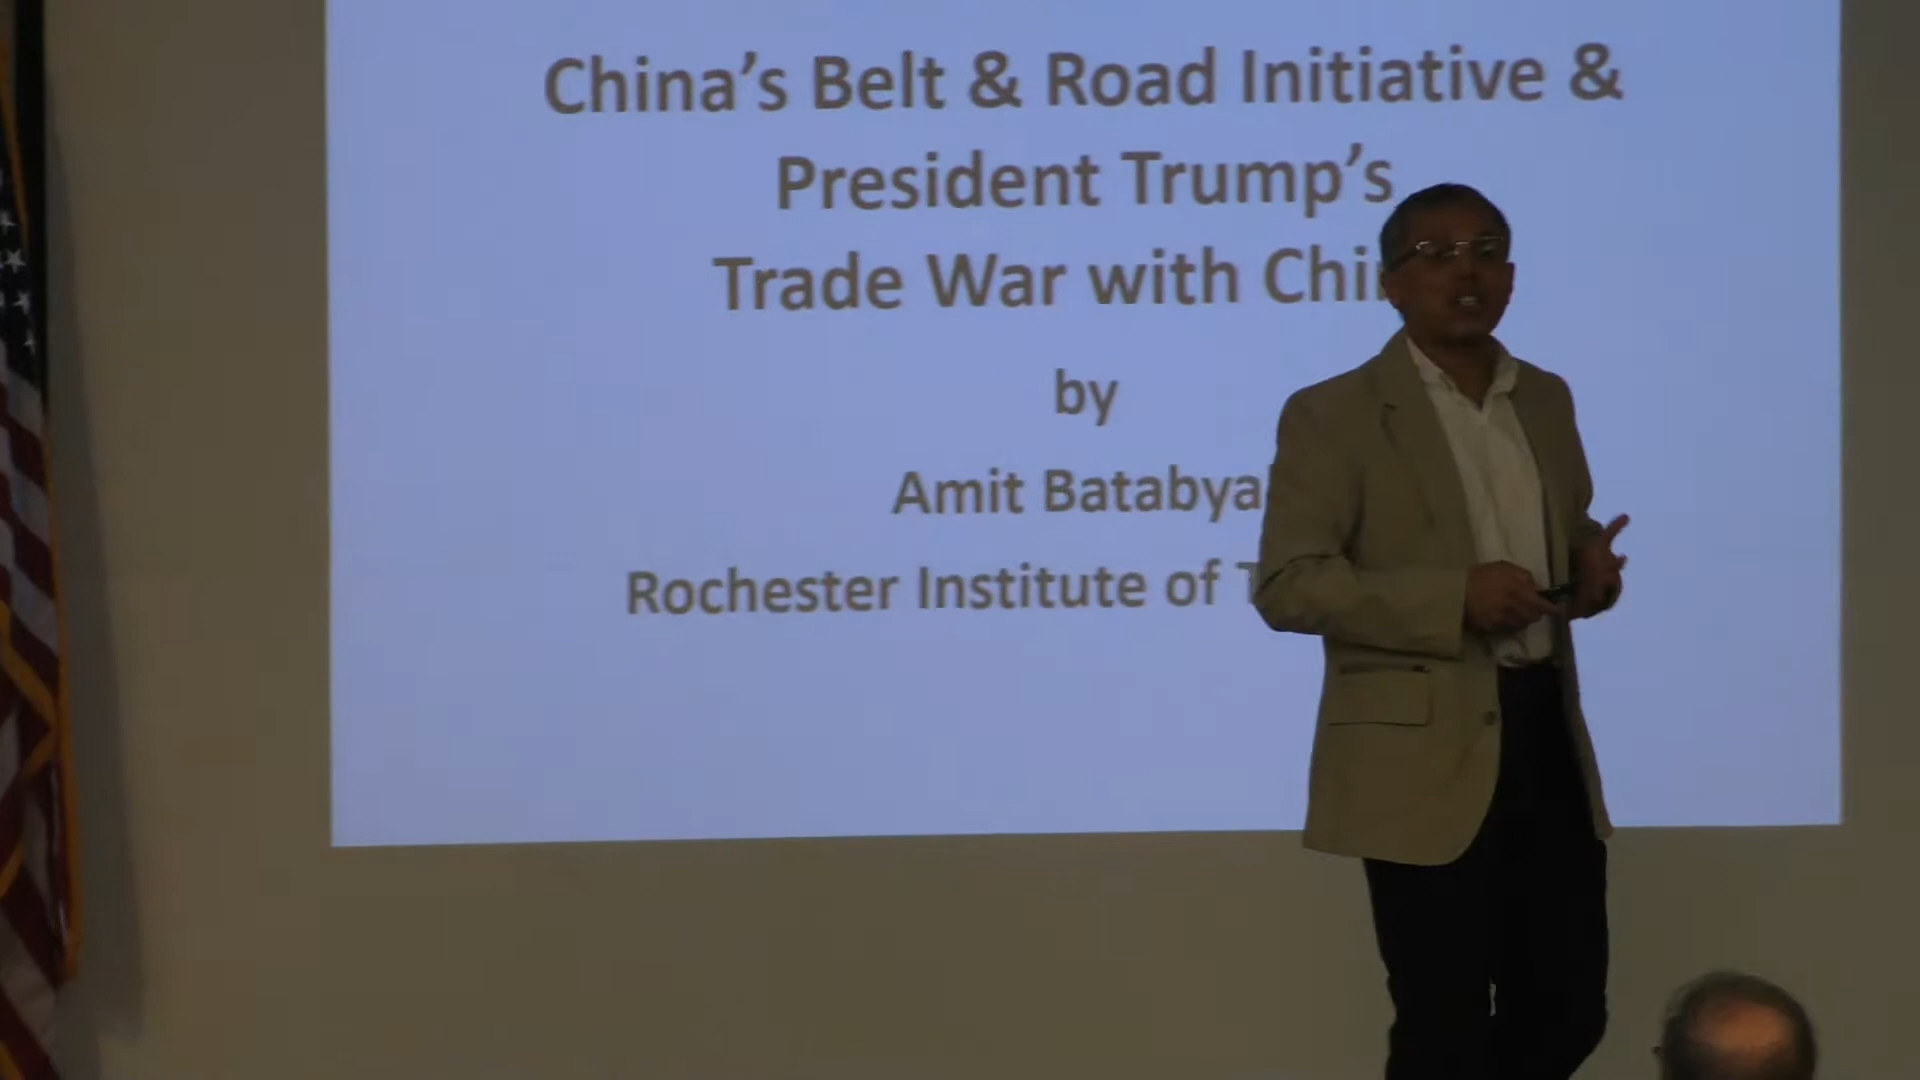 China's Belt & Road Initiative &
President Trump's
Trade War with Chi
by
Amit Batabya
Rochester Institute of T